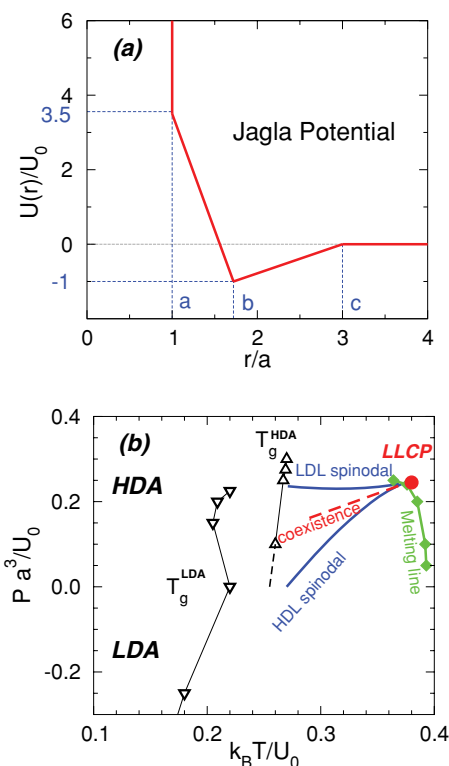 (a)
U(r)/U0
6
4
3.5
2
0
-1
Jagla Potential
a b c
0 1 2 3 4
r/a
(b)
P a³/U0
0.4
0.2
0.0
-0.2
HDA
LDA
TgHDA
TgLDA
LLCP
LDL spinodal
coexistence
HDL spinodal
Melting line
0.1 0.2 0.3 0.4
kBT/U0